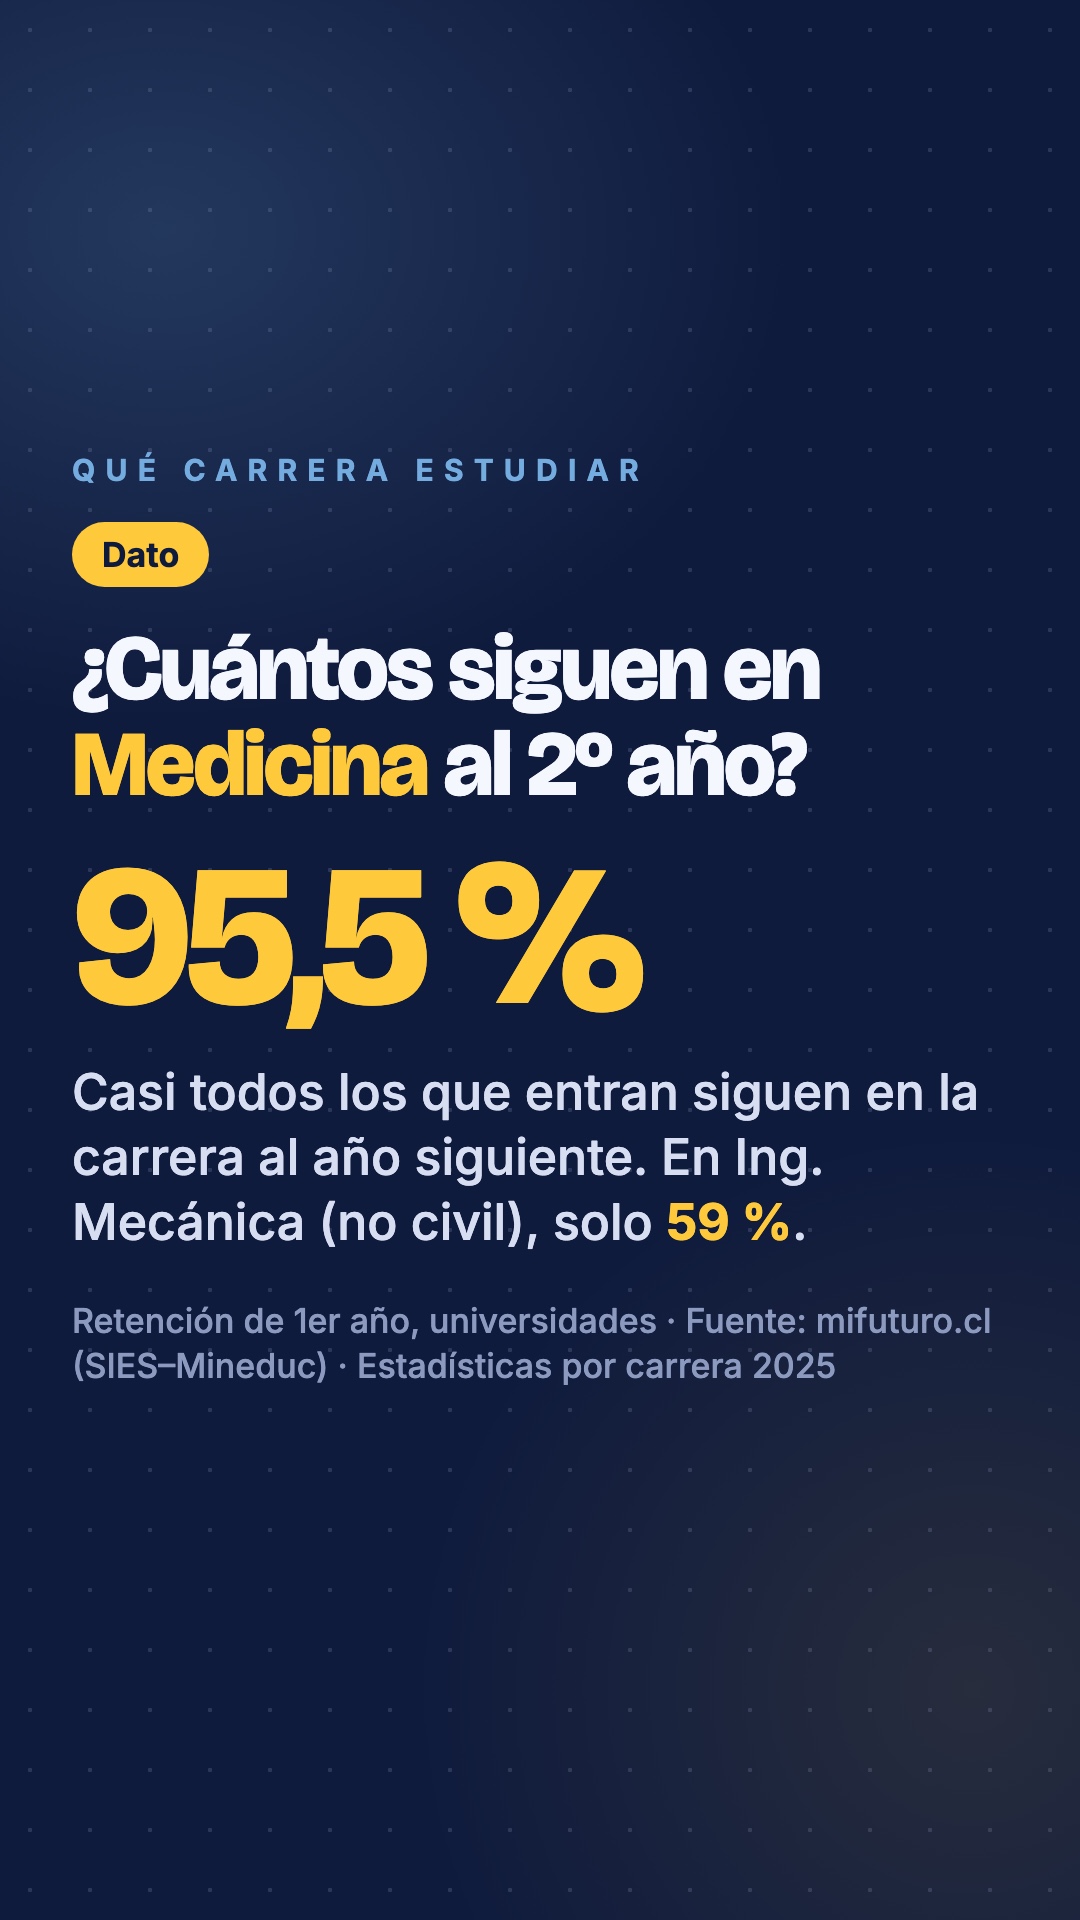 QUÉ CARRERA ESTUDIAR
Dato
¿Cuántos siguen en
Medicina al 2º año?
95,5 %
Casi todos los que entran siguen en la
carrera al año siguiente. En Ing.
Mecánica (no civil), solo 59 %.
Retención de 1er año, universidades · Fuente: mifuturo.cl
(SIES–Mineduc) · Estadísticas por carrera 2025